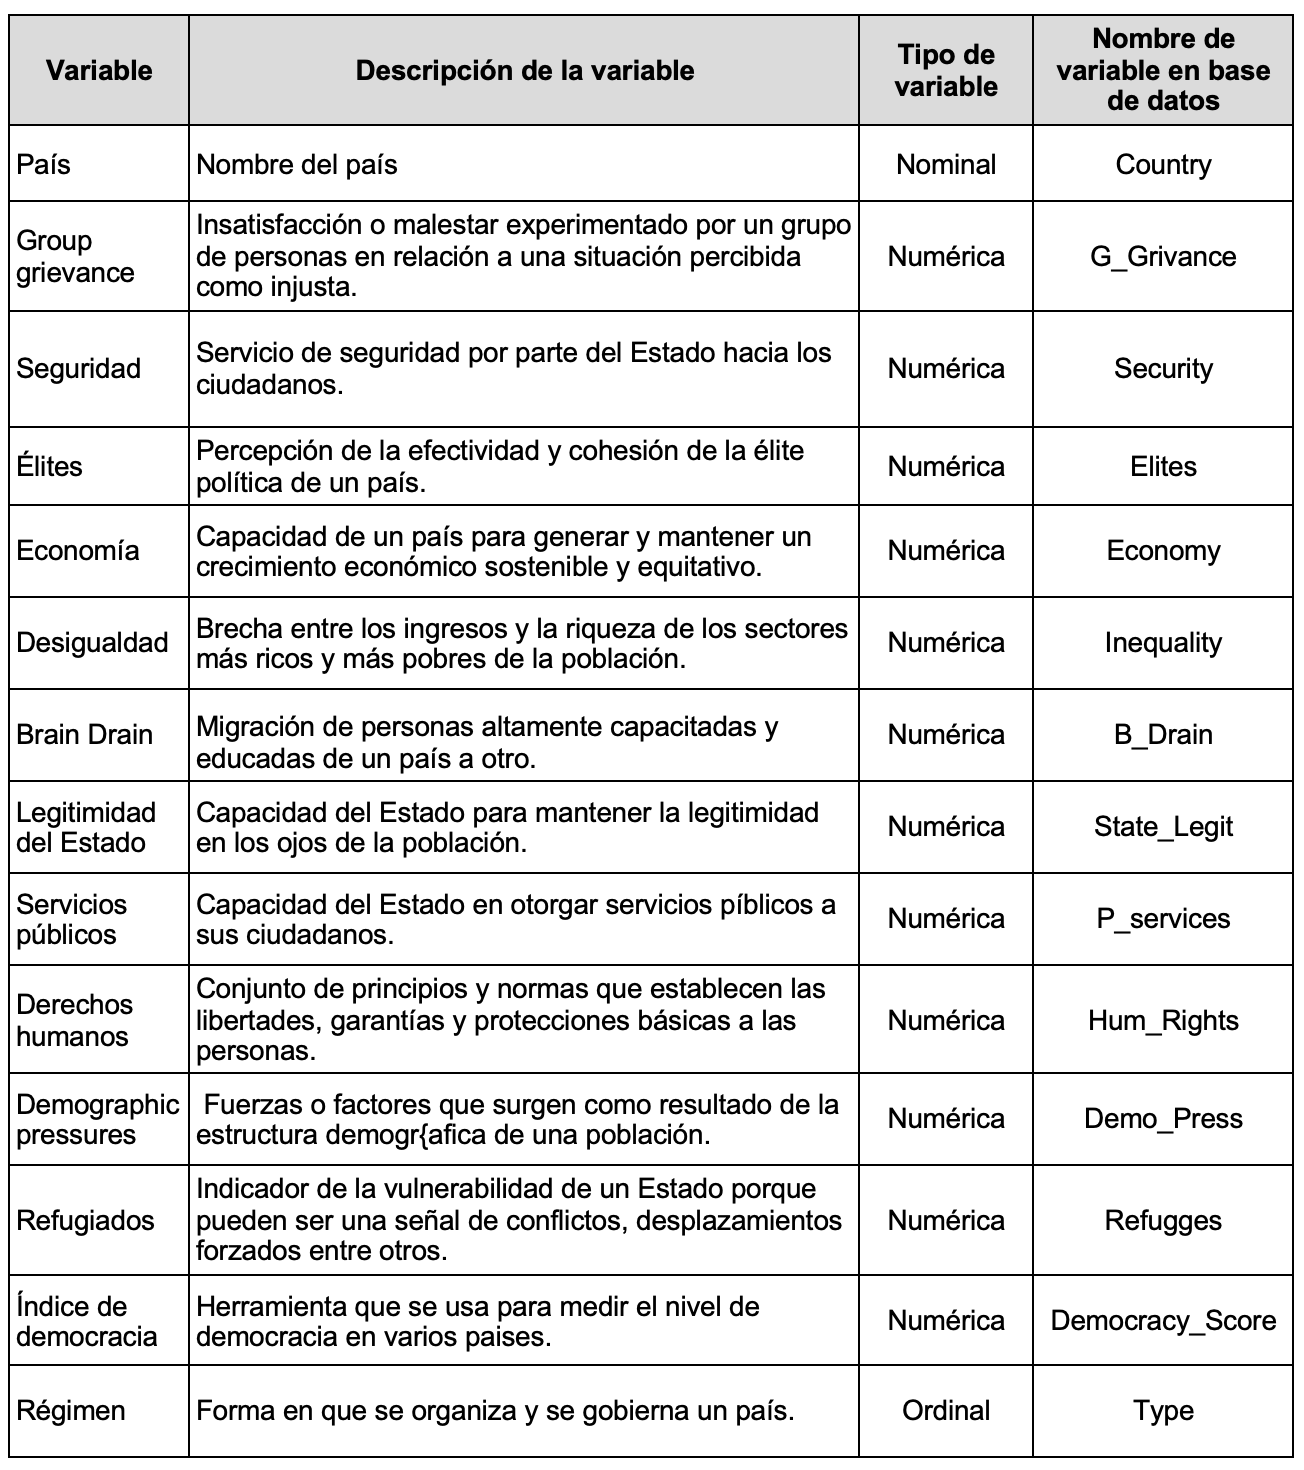 Variable
Descripción de la variable
Tipo de
variable
Nombre de
variable en base
de datos
País
Nombre del país
Nominal
Country
Group
grievance
Insatisfacción o malestar experimentado por un grupo
de personas en relación a una situación percibida
como injusta.
Numérica
G_Grivance
Seguridad
Servicio de seguridad por parte del Estado hacia los
ciudadanos.
Numérica
Security
Élites
Percepción de la efectividad y cohesión de la élite
política de un país.
Numérica
Elites
Economía
Capacidad de un país para generar y mantener un
crecimiento económico sostenible y equitativo.
Numérica
Economy
Desigualdad
Brecha entre los ingresos y la riqueza de los sectores
más ricos y más pobres de la población.
Numérica
Inequality
Brain Drain
Migración de personas altamente capacitadas y
educadas de un país a otro.
Numérica
B_Drain
Legitimidad
del Estado
Capacidad del Estado para mantener la legitimidad
en los ojos de la población.
Numérica
State_Legit
Servicios
públicos
Capacidad del Estado en otorgar servicios píblicos a
sus ciudadanos.
Numérica
P_services
Derechos
humanos
Conjunto de principios y normas que establecen las
libertades, garantías y protecciones básicas a las
personas.
Numérica
Hum_Rights
Demographic
pressures
Fuerzas o factores que surgen como resultado de la
estructura demogr{afica de una población.
Numérica
Demo_Press
Refugiados
Indicador de la vulnerabilidad de un Estado porque
pueden ser una señal de conflictos, desplazamientos
forzados entre otros.
Numérica
Refugges
Índice de
democracia
Herramienta que se usa para medir el nivel de
democracia en varios paises.
Numérica
Democracy_Score
Régimen
Forma en que se organiza y se gobierna un país.
Ordinal
Type